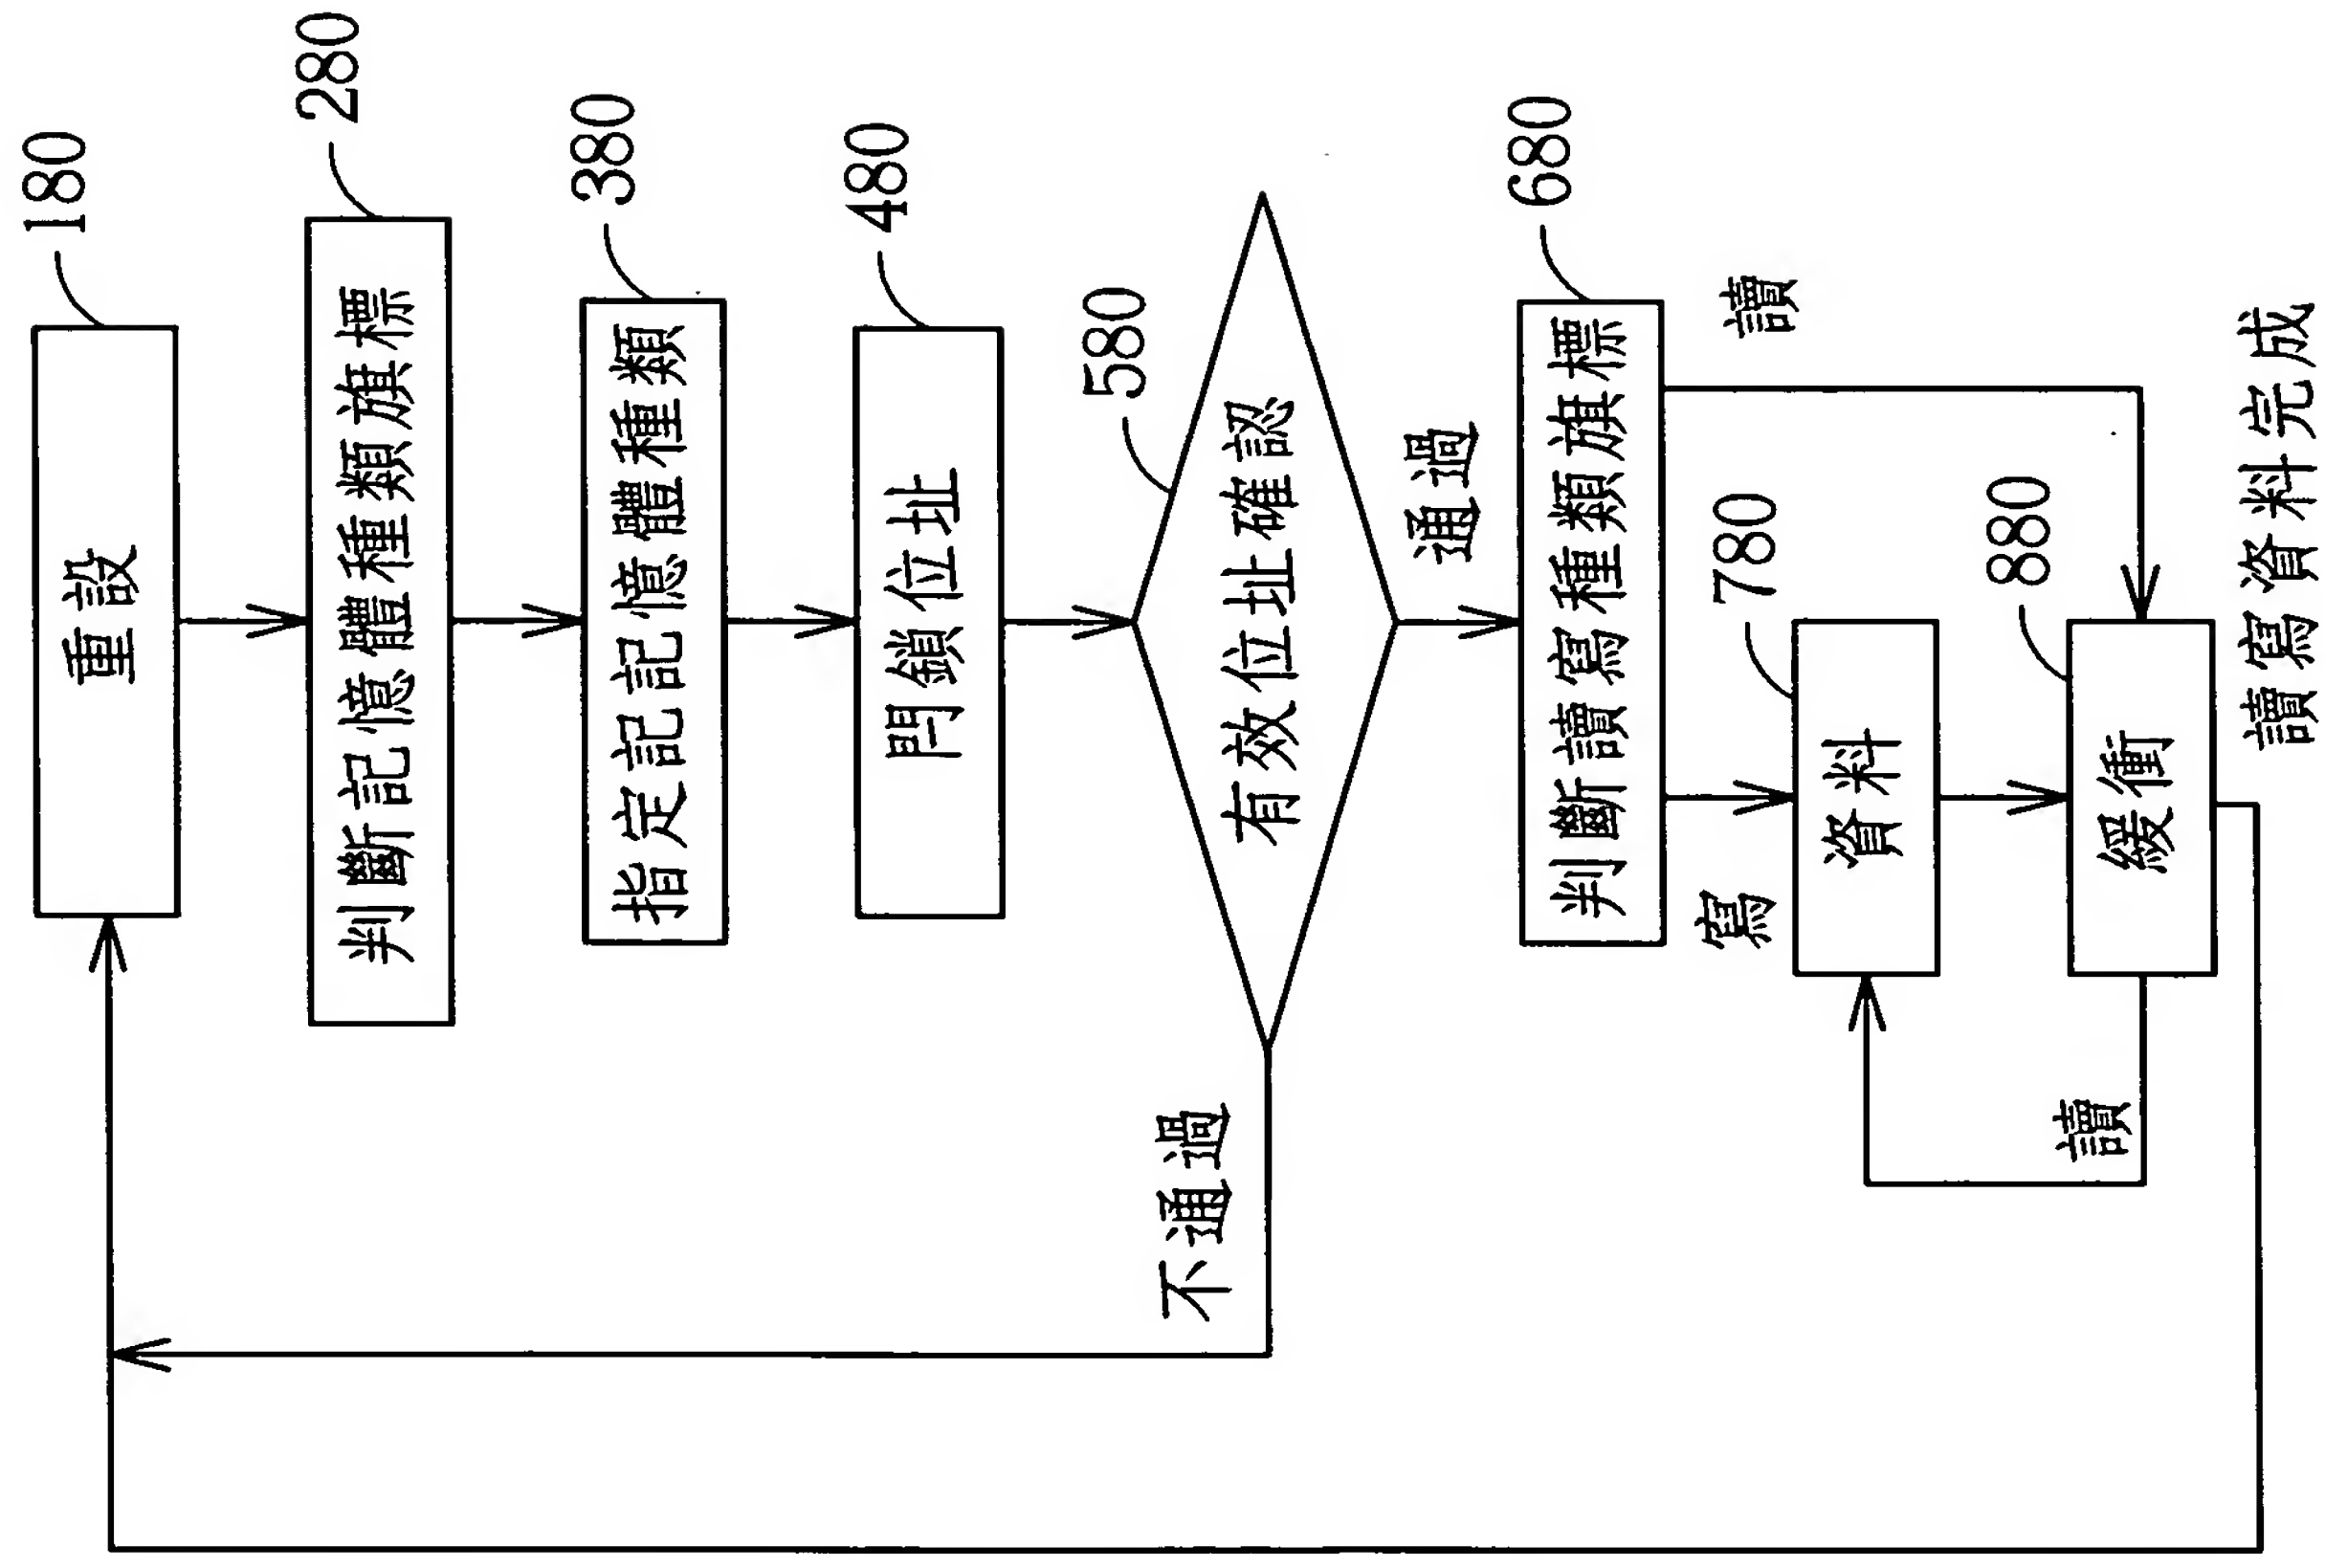 重設
180
判斷記憶體種類旗標
280
指定記記憶體種類
380
閂鎖位址
480
有效位址確認
580
不通過
通過
判斷讀寫種類旗標
680
寫
讀
資料
780
緩衝
880
讀
讀寫資料完成